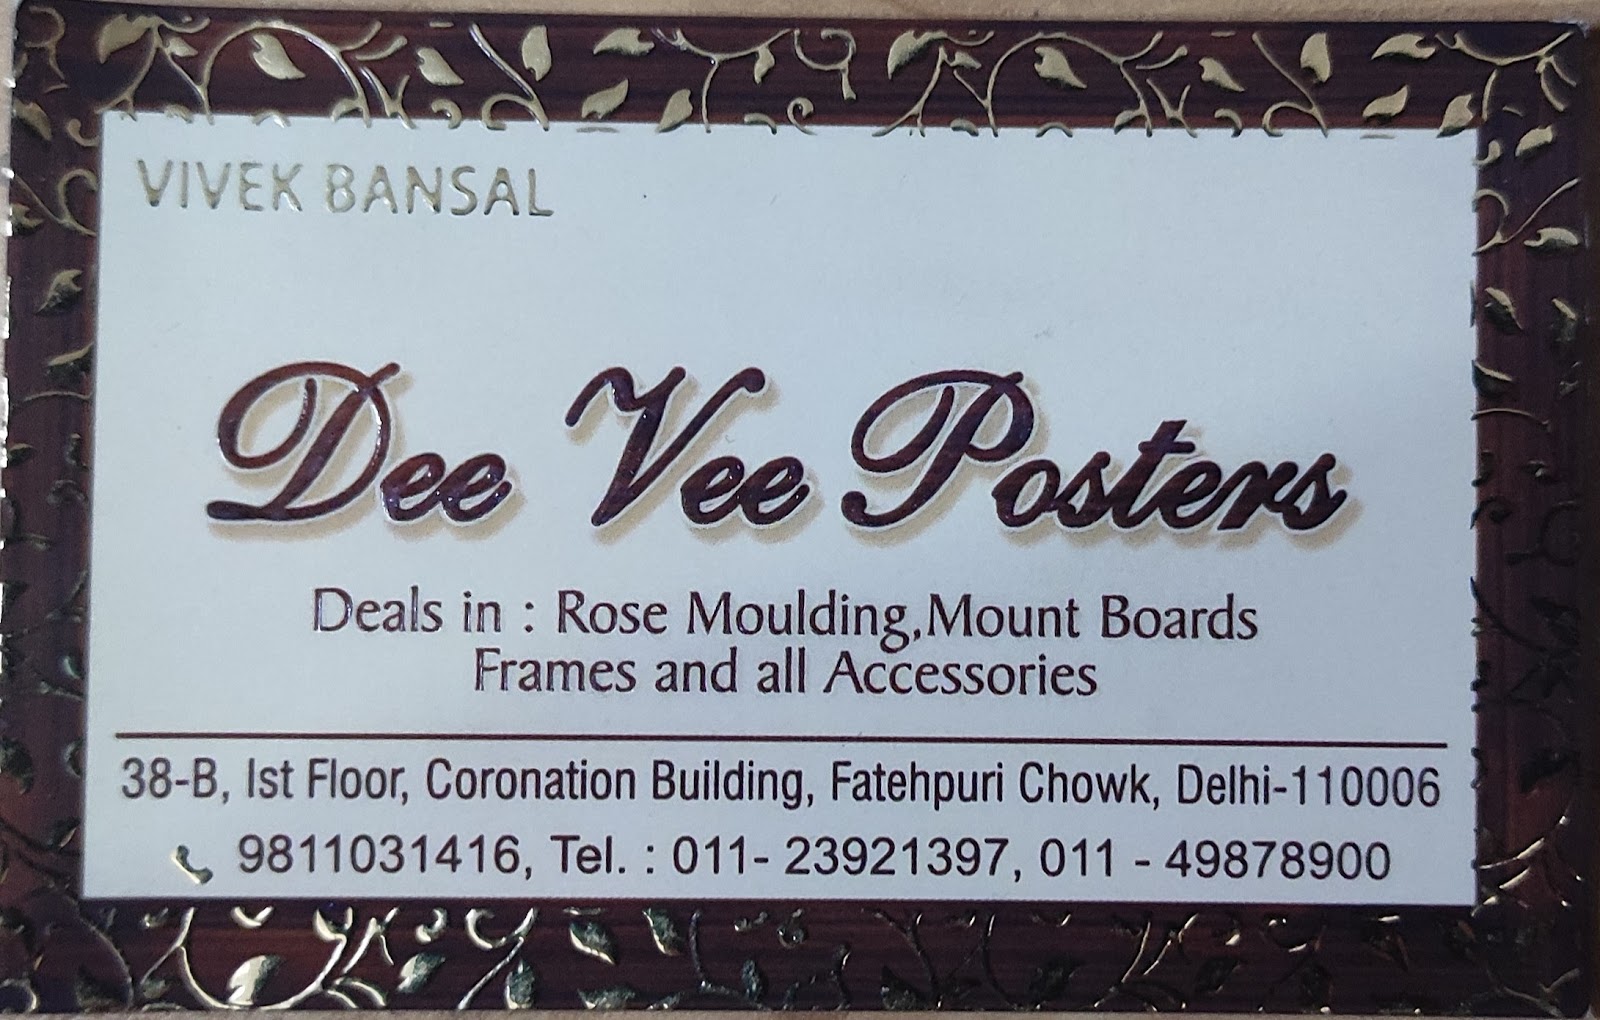 VIVEK BANSAL
Dee Vee Posters
Deals in : Rose Moulding,Mount Boards
Frames and all Accessories
38-B, Ist Floor, Coronation Building, Fatehpuri Chowk, Delhi-110006
9811031416, Tel. : 011- 23921397, 011 - 49878900